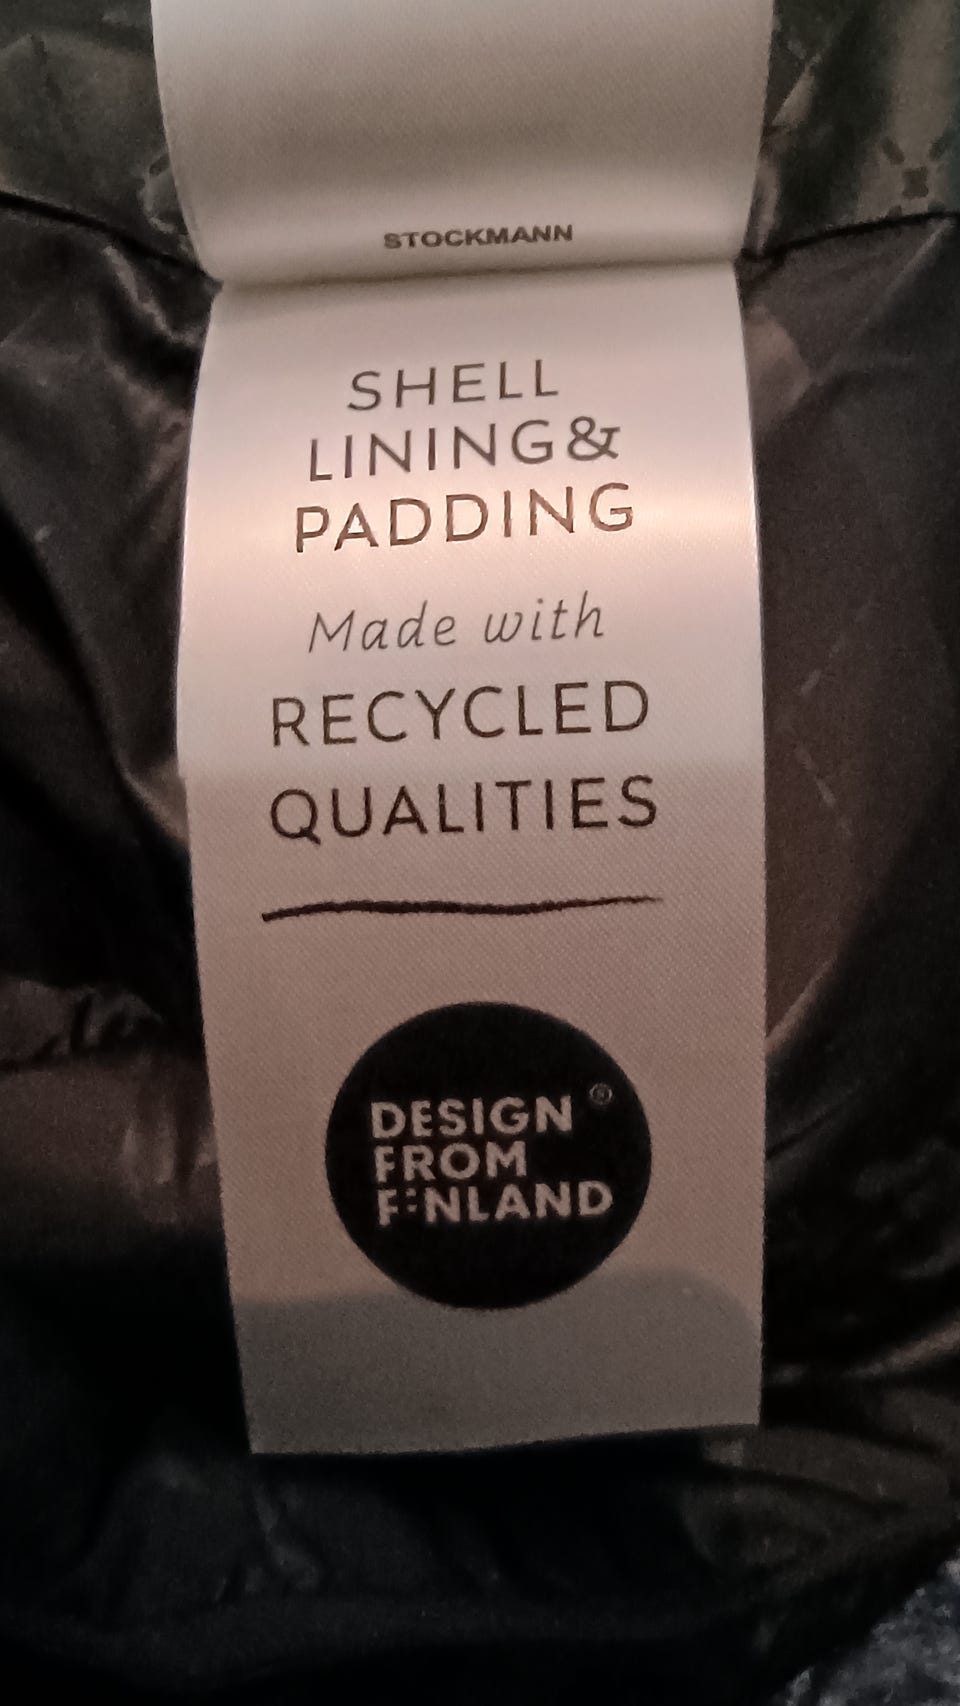 STOCKMANN
SHELL
LINING &
PADDING
Made with
RECYCLED
QUALITIES
DESIGN ®
FROM
FINLAND